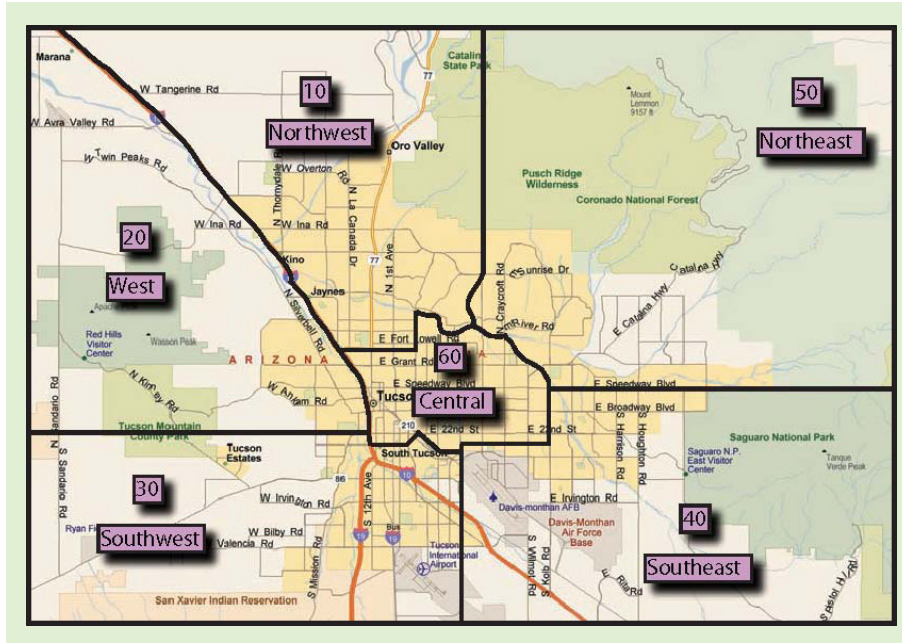 Marana
W Tangerine Rd
W Avra Valley Rd
W Twin Peaks Rd
10
Northwest
Catalina
State Park
77
Oro Valley
W Overton Rd
N Thornydale Rd
N La Canada Dr
W Ina Rd
W Ina Rd
77
N 1st Ave
Kino
Jaynes
N Silverbell Rd
50
Northeast
Mount
Lemmon
9157 ft
Pusch Ridge
Wilderness
Coronado National Forest
Catalina Hwy
E Catalina Hwy
E Sunrise Dr
N Craycroft Rd
River Rd
20
West
Wasson Peak
Red Hills
Visitor
Center
ARIZONA
N Kinney Rd
Tucson Mountain
County Park
N Sandario Rd
S Sandario Rd
E Fort Lowell Rd
E Grant Rd
60
Central
E Speedway Blvd
E Speedway Blvd
E Broadway Blvd
210
E 22nd St
E 22nd St
South Tucson
Tucson
Estates
86
30
Southwest
W Irvington Rd
W Bilby Rd
Valencia Rd
S Mission Rd
S 12th Ave
10
19
Bus
19
Tucson
International
Airport
San Xavier Indian Reservation
Davis-monthan AFB
Davis-Monthan
Air Force
Base
E Irvington Rd
S Wilmot Rd
S Kolb Rd
S Harrison Rd
S Houghton Rd
Saguaro National Park
Saguaro N.P.
East Visitor
Center
Tanque
Verde Peak
40
Southeast